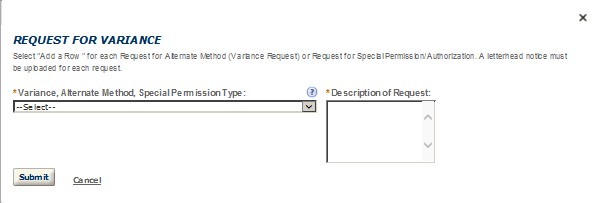 REQUEST FOR VARIANCE
Select "Add a Row " for each Request for Alternate Method (Variance Request) or Request for Special Permission/Authorization. A letterhead notice must
be uploaded for each request.
*Variance, Alternate Method, Special Permission Type: ? *Description of Request:
--Select--
Submit Cancel